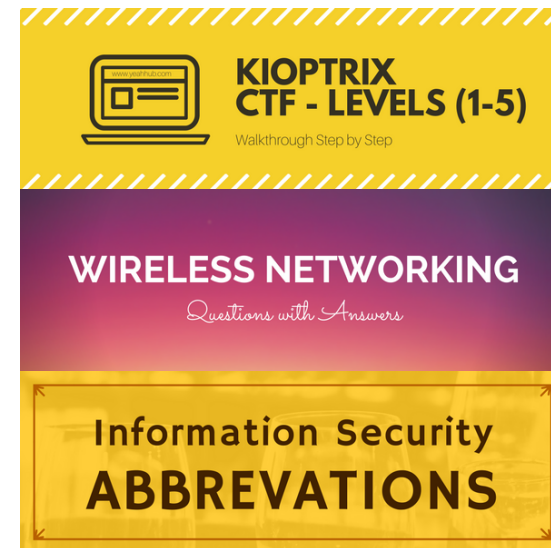 www.yeahhub.com
KIOPTRIX
CTF - LEVELS (1-5)
Walkthrough Step by Step
WIRELESS NETWORKING
Questions with Answers
Information Security
ABBREVATIONS